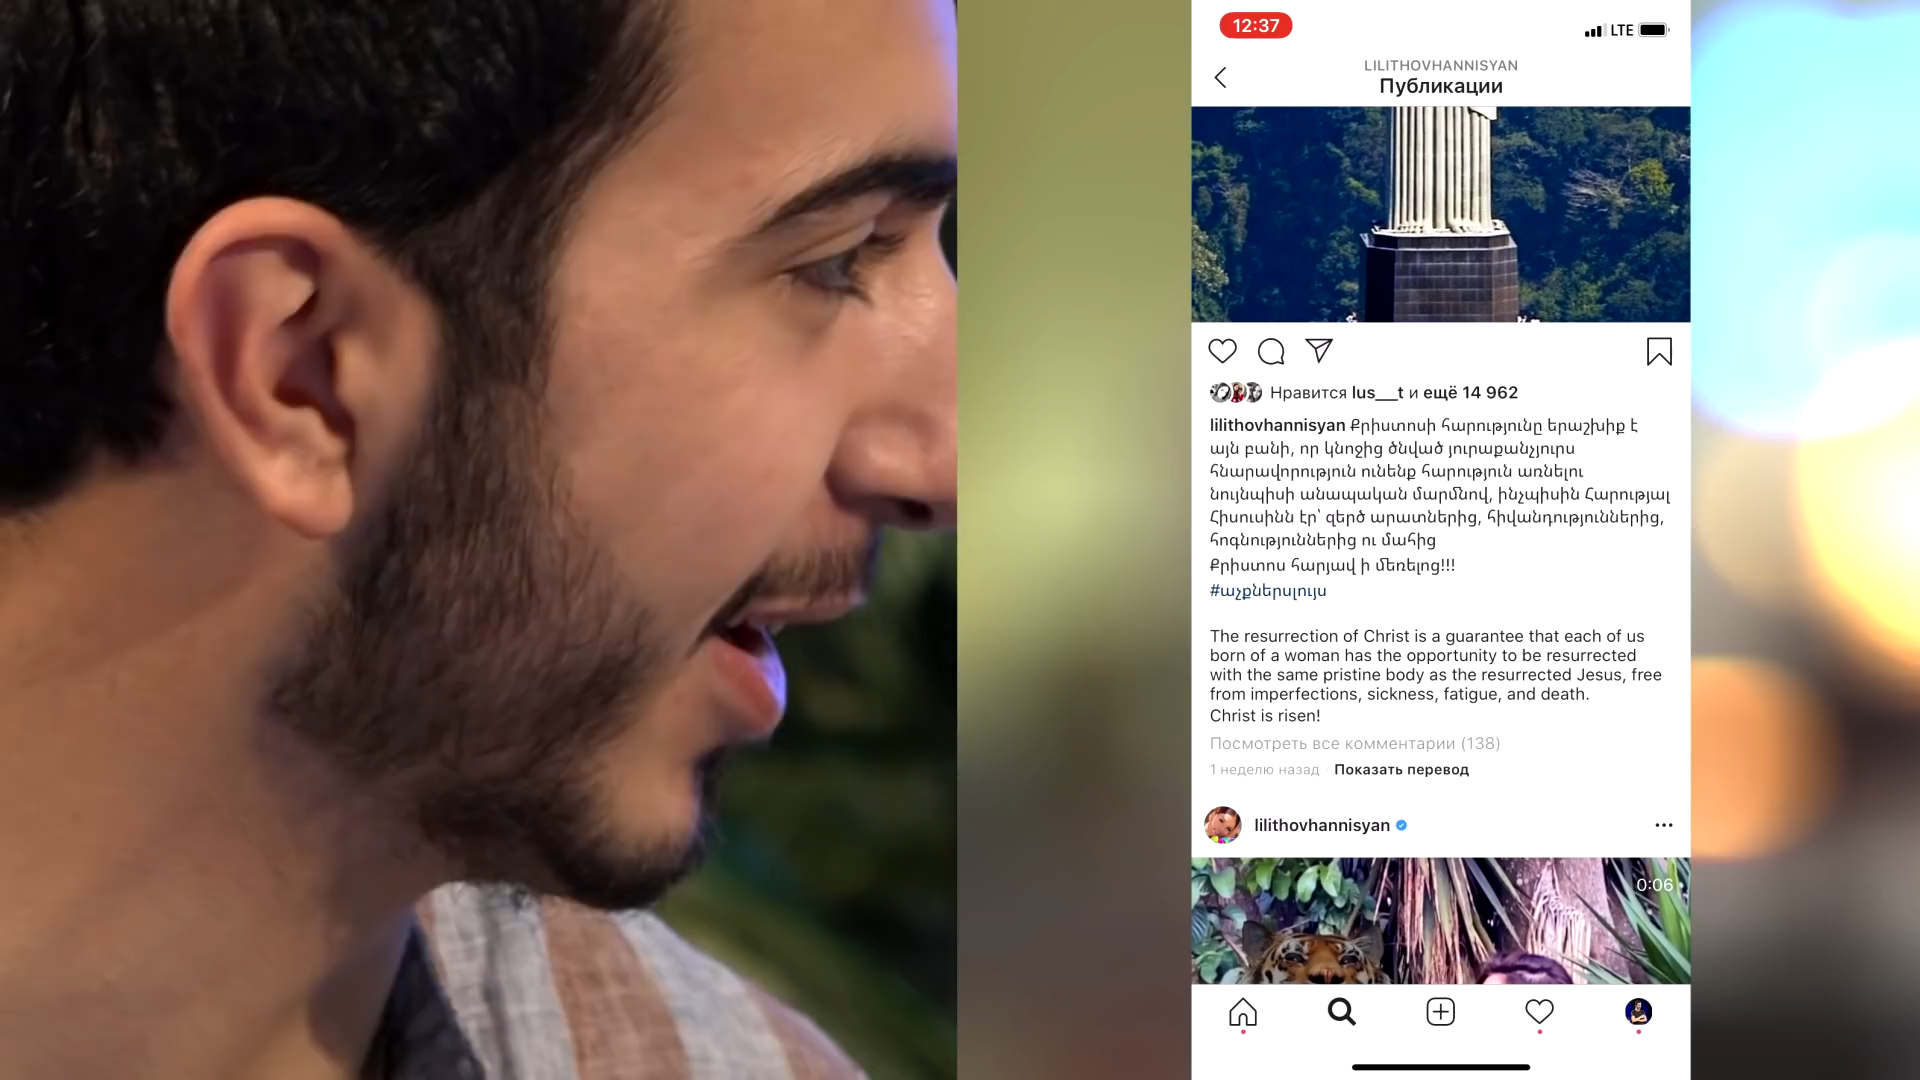 12:37
LTE
LILITHOVHANNISYAN
Публикации
Нравится lus___t и ещё 14 962
lilithovhannisyan Քրիստոսի հարությունը երաշխիք է
այն բանի, որ կնոջից ծնված յուրաքանչյուրս
հնարավորություն ունենք հարություն առնելու
նույնպիսի անապական մարմնով, ինչպիսին Հարուցյալ
Հիսուսինն էր՝ զերծ արատներից, հիվանդություններից,
հոգնություններից ու մահից
Քրիստոս հարյավ ի մեռելոց!!!
#աչքներսլույս
The resurrection of Christ is a guarantee that each of us
born of a woman has the opportunity to be resurrected
with the same pristine body as the resurrected Jesus, free
from imperfections, sickness, fatigue, and death.
Christ is risen!
Посмотреть все комментарии (138)
1 неделю назад · Показать перевод
lilithovhannisyan
0:06